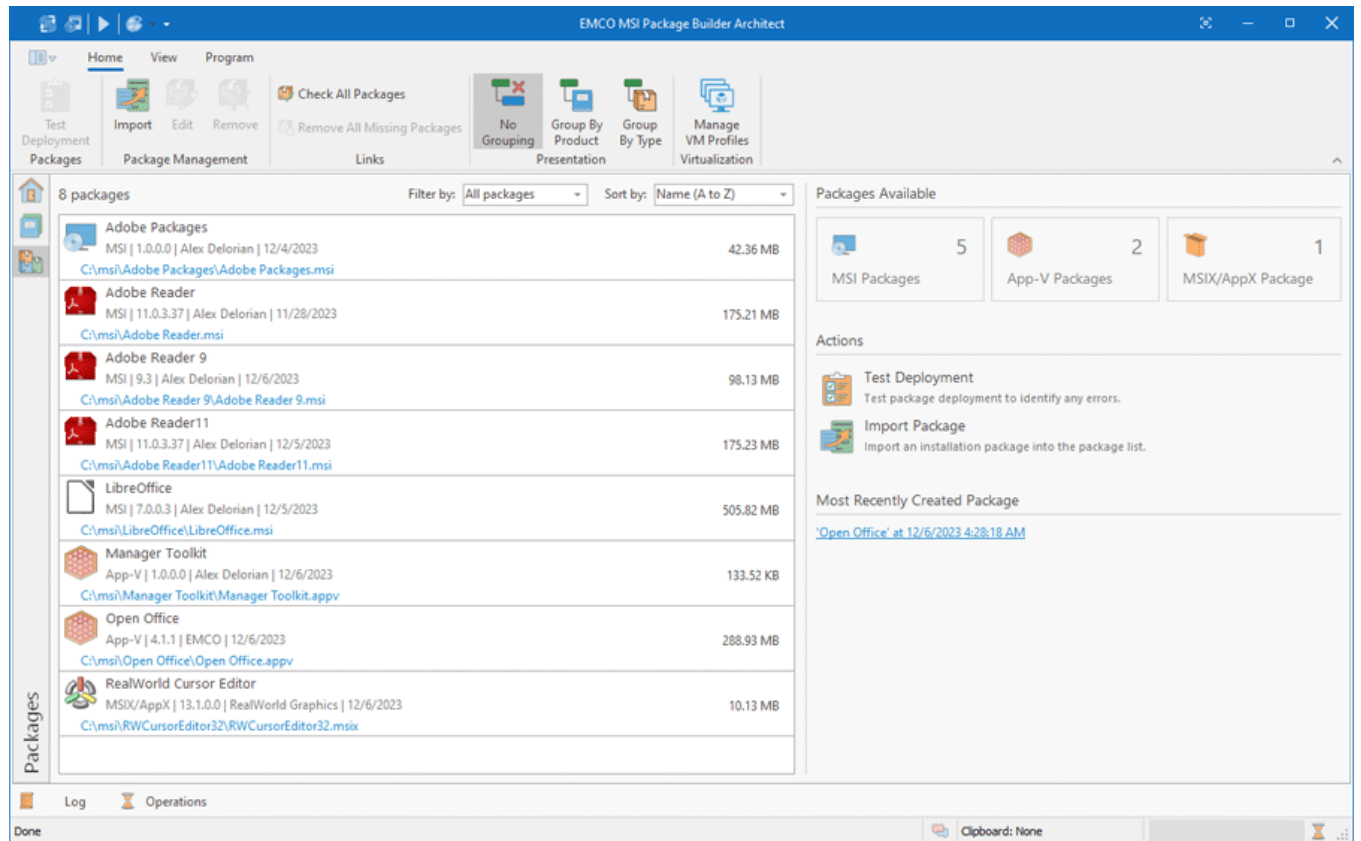 EMCO MSI Package Builder Architect
Home View Program
Test Deployment
Import
Edit
Remove
Check All Packages
Remove All Missing Packages
No Grouping
Group By Product
Group By Type
Manage VM Profiles
Packages
Package Management
Links
Presentation
Virtualization
8 packages
Filter by: All packages
Sort by: Name (A to Z)
Adobe Packages
MSI | 1.0.0.0 | Alex Delorian | 12/4/2023
42.36 MB
C:\msi\Adobe Packages\Adobe Packages.msi
Adobe Reader
MSI | 11.0.3.37 | Alex Delorian | 11/28/2023
175.21 MB
C:\msi\Adobe Reader.msi
Adobe Reader 9
MSI | 9.3 | Alex Delorian | 12/6/2023
98.13 MB
C:\msi\Adobe Reader 9\Adobe Reader 9.msi
Adobe Reader11
MSI | 11.0.3.37 | Alex Delorian | 12/5/2023
175.23 MB
C:\msi\Adobe Reader11\Adobe Reader11.msi
LibreOffice
MSI | 7.0.0.3 | Alex Delorian | 12/5/2023
505.82 MB
C:\msi\LibreOffice\LibreOffice.msi
Manager Toolkit
App-V | 1.0.0.0 | Alex Delorian | 12/6/2023
133.52 KB
C:\msi\Manager Toolkit\Manager Toolkit.appv
Open Office
App-V | 4.1.1 | EMCO | 12/6/2023
288.93 MB
C:\msi\Open Office\Open Office.appv
RealWorld Cursor Editor
MSIX/AppX | 13.1.0.0 | RealWorld Graphics | 12/6/2023
10.13 MB
C:\msi\RWCursorEditor32\RWCursorEditor32.msix
Packages
Packages Available
5
MSI Packages
2
App-V Packages
1
MSIX/AppX Package
Actions
Test Deployment
Test package deployment to identify any errors.
Import Package
Import an installation package into the package list.
Most Recently Created Package
'Open Office' at 12/6/2023 4:28:18 AM
Log
Operations
Done
Clipboard: None